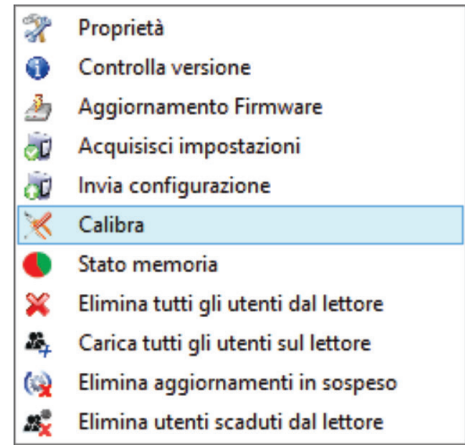 Proprietà
Controlla versione
Aggiornamento Firmware
Acquisisci impostazioni
Invia configurazione
Calibra
Stato memoria
Elimina tutti gli utenti dal lettore
Carica tutti gli utenti sul lettore
Elimina aggiornamenti in sospeso
Elimina utenti scaduti dal lettore